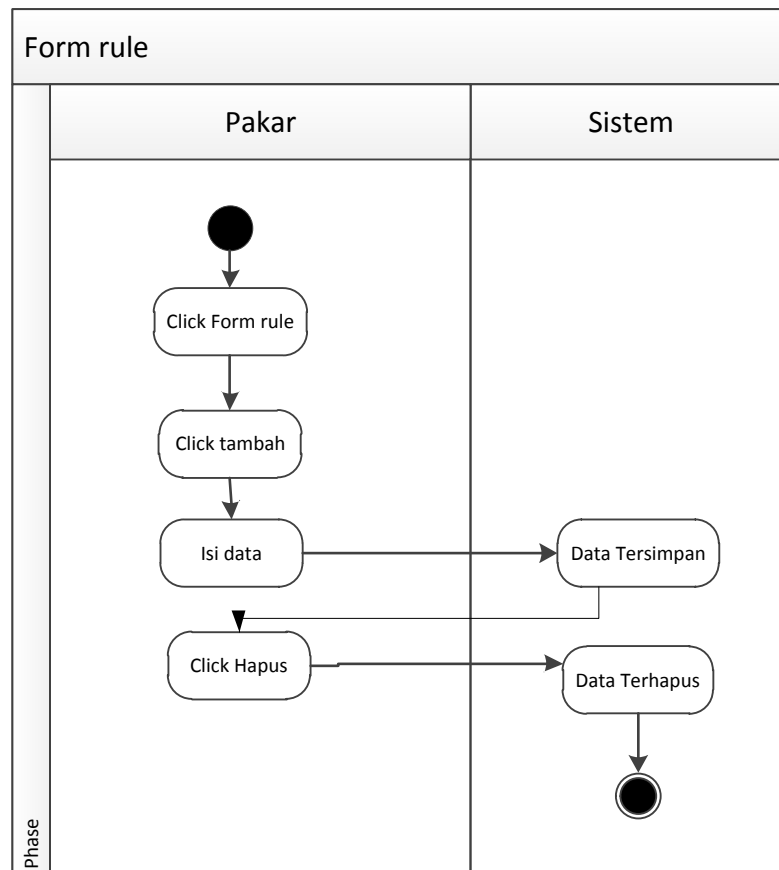 Form rule
Pakar
Sistem
Click Form rule
Click tambah
Isi data
Data Tersimpan
Click Hapus
Data Terhapus
Phase